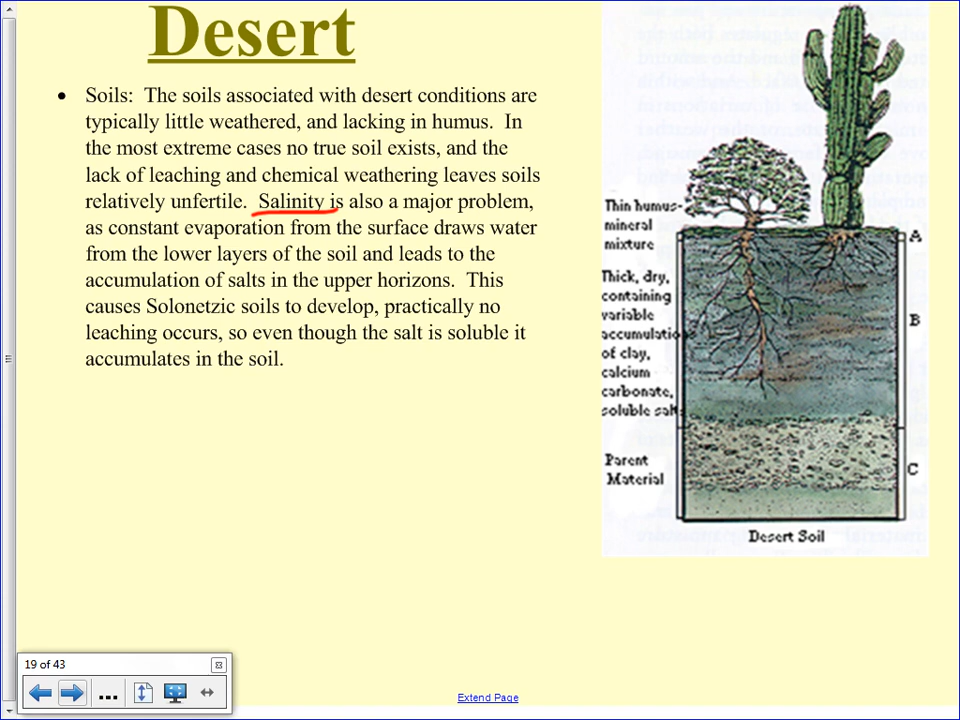 Desert
• Soils: The soils associated with desert conditions are
typically little weathered, and lacking in humus. In
the most extreme cases no true soil exists, and the
lack of leaching and chemical weathering leaves soils
relatively unfertile. Salinity is also a major problem,
as constant evaporation from the surface draws water
from the lower layers of the soil and leads to the
accumulation of salts in the upper horizons. This
causes Solonetzic soils to develop, practically no
leaching occurs, so even though the salt is soluble it
accumulates in the soil.
Thin humus-
mineral
mixture
Thick, dry,
containing
variable
accumulations
of clay,
calcium
carbonate,
soluble salts
Parent
Material
A
B
C
Desert Soil
19 of 43
...
Extend Page